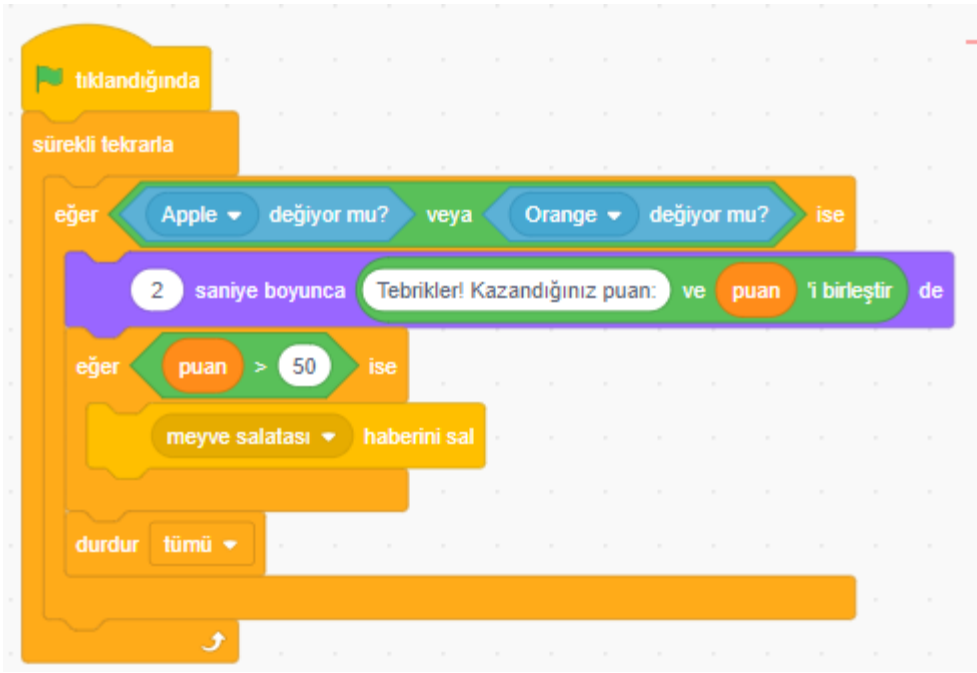 tıklandığında
sürekli tekrarla
eğer Apple değiyor mu? veya Orange değiyor mu? ise
2 saniye boyunca Tebrikler! Kazandığınız puan: ve puan 'i birleştir de
eğer puan > 50 ise
meyve salatası haberini sal
durdur tümü